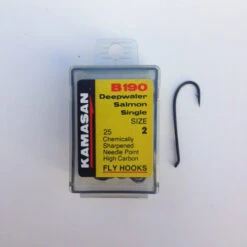 KAMASAN
B190
Deepwater
Salmon
Single
SIZE
25 2
Chemically
Sharpened
Needle Point
High Carbon
FLY HOOKS